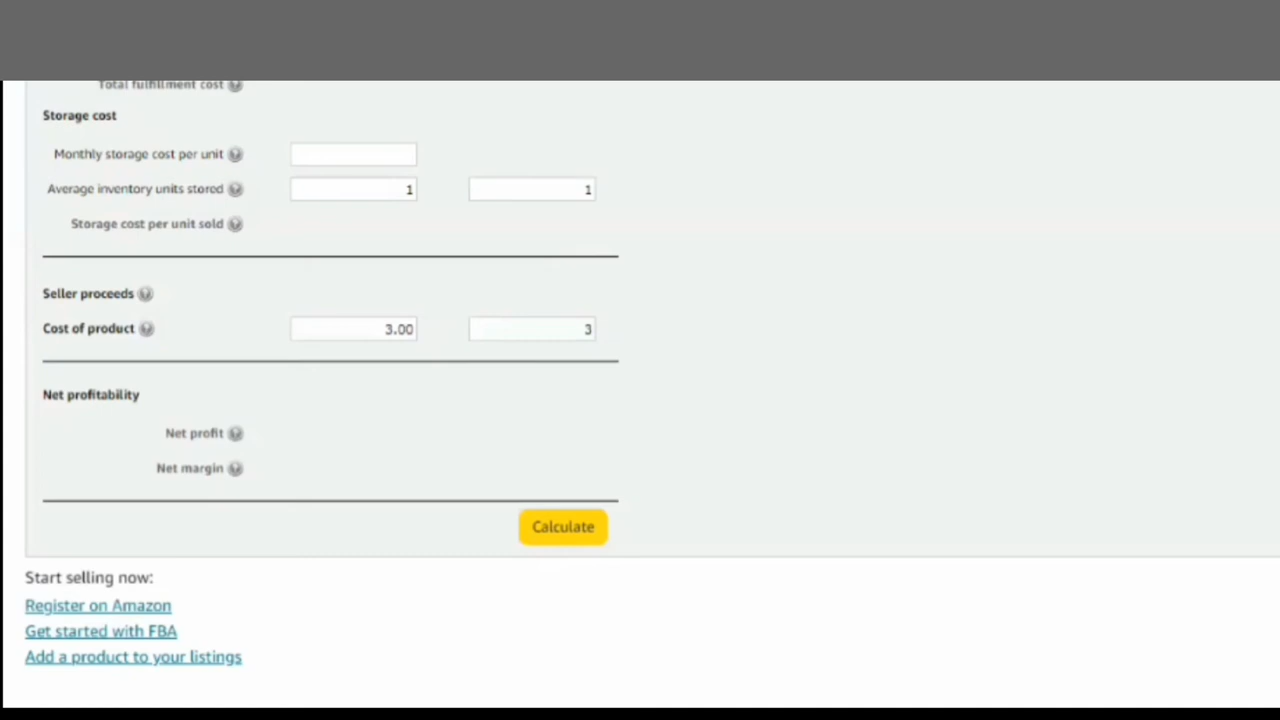 Total fulfillment cost
Storage cost
Monthly storage cost per unit
Average inventory units stored 1 1
Storage cost per unit sold
Seller proceeds
Cost of product 3.00 3
Net profitability
Net profit
Net margin
Calculate
Start selling now:
Register on Amazon
Get started with FBA
Add a product to your listings